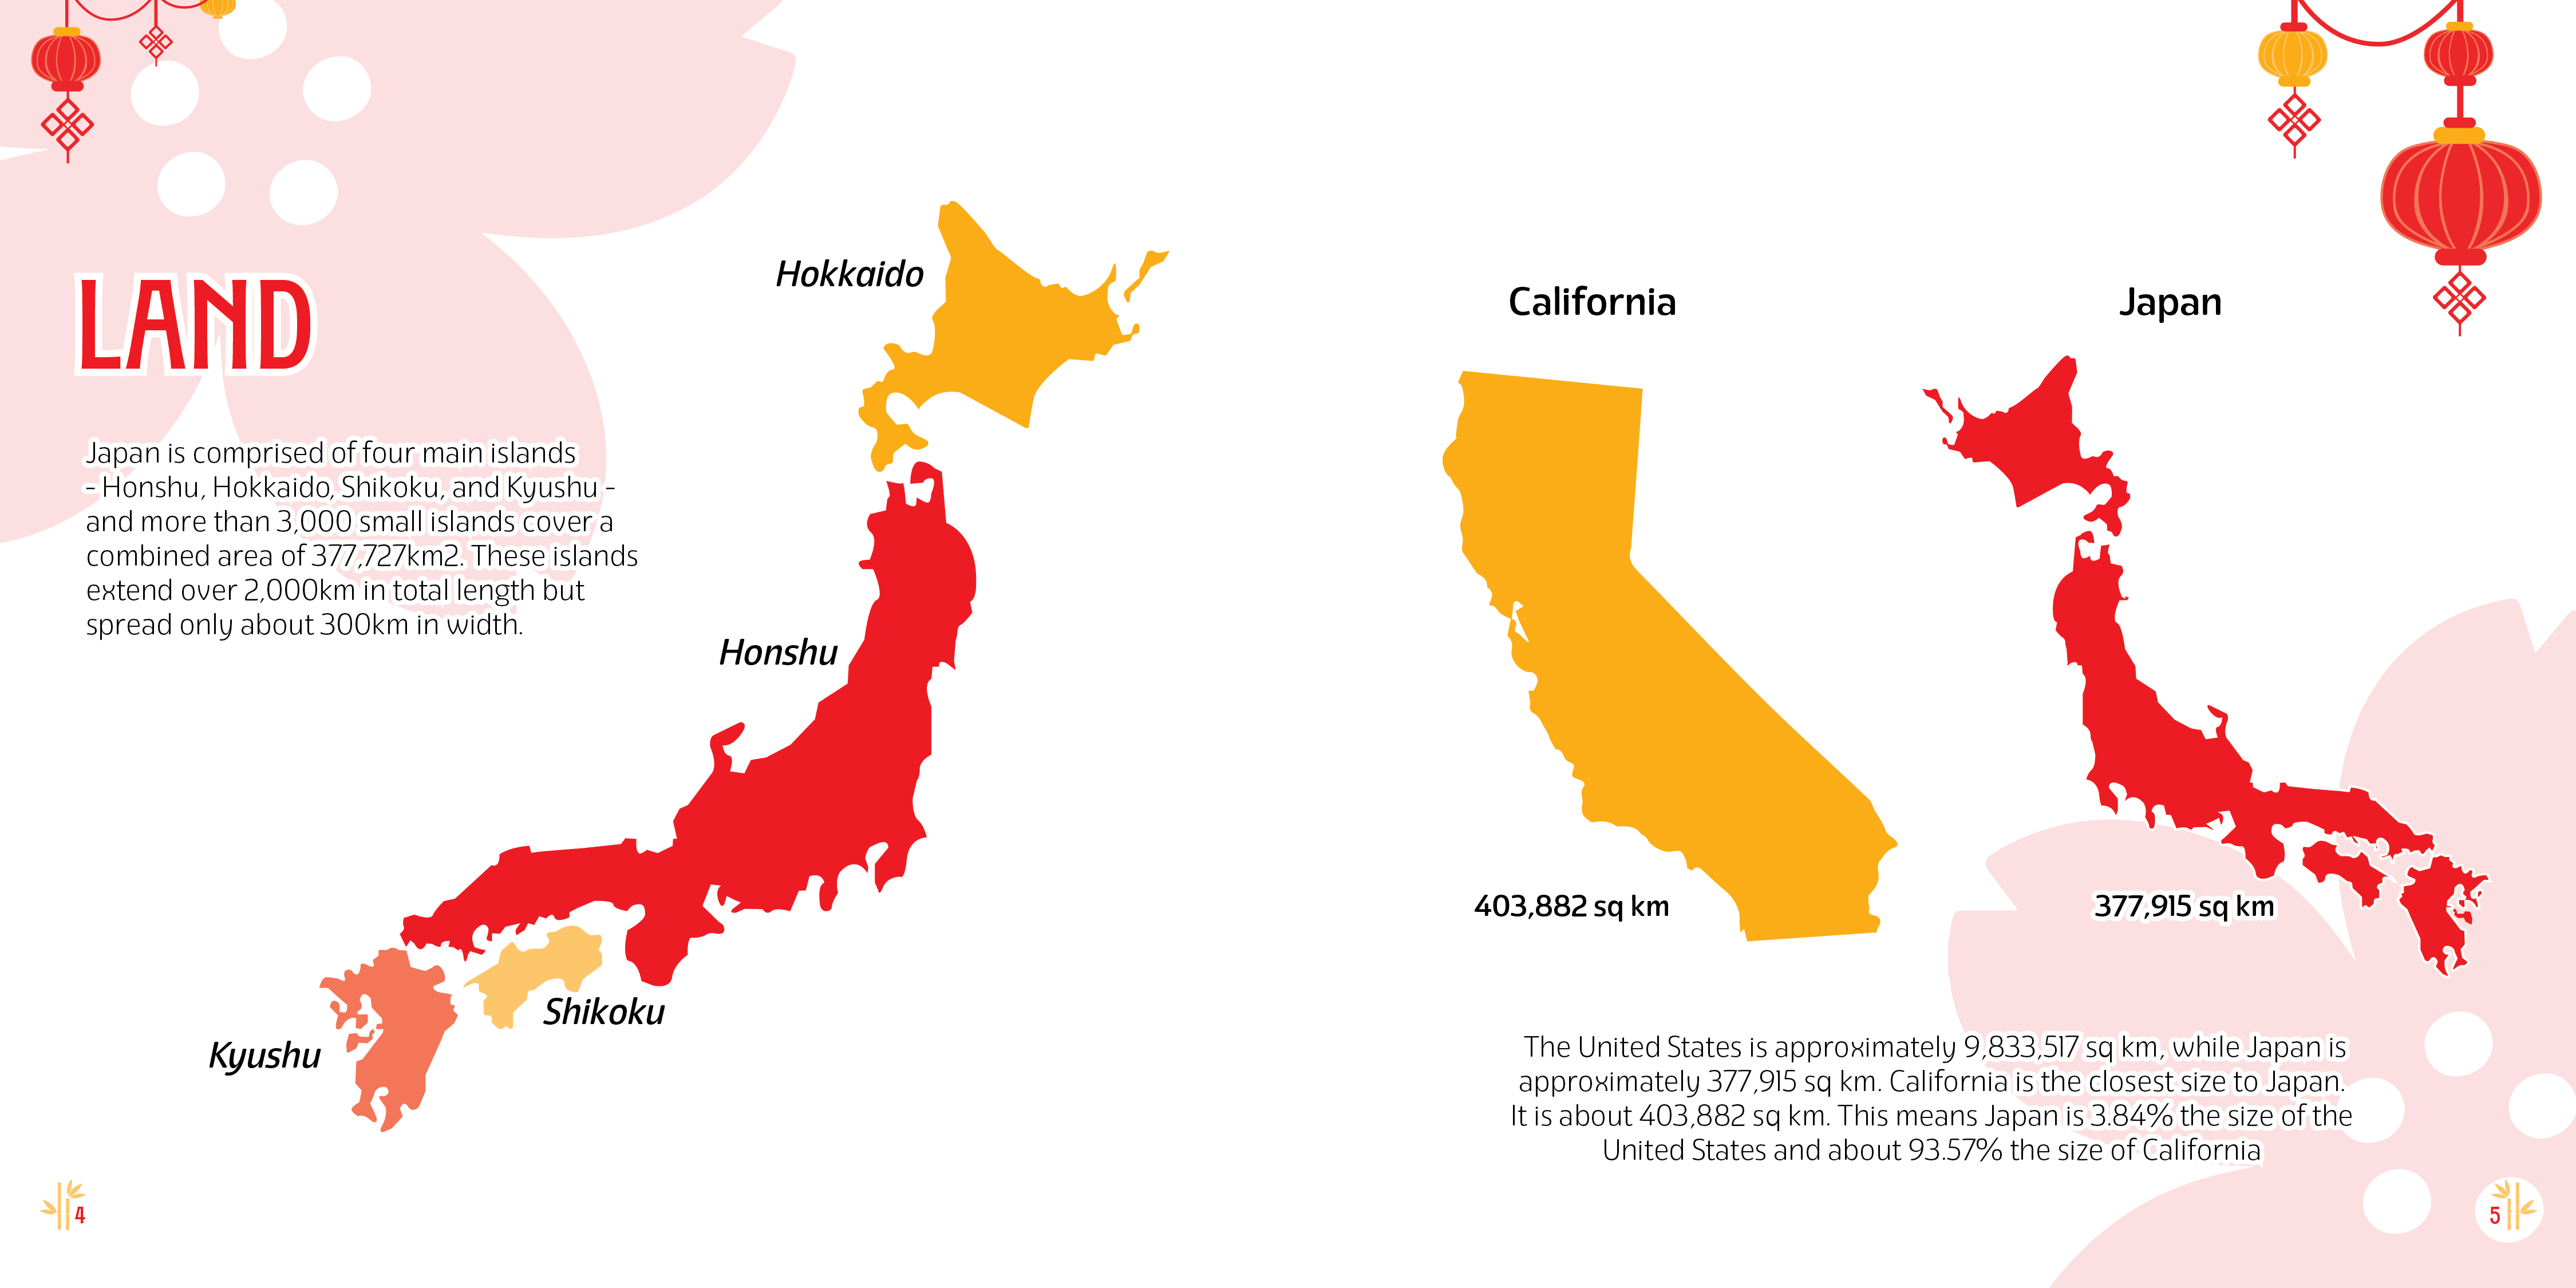 LAND
Japan is comprised of four main islands
- Honshu, Hokkaido, Shikoku, and Kyushu -
and more than 3,000 small islands cover a
combined area of 377,727km2. These islands
extend over 2,000km in total length but
spread only about 300km in width.
Hokkaido
Honshu
Shikoku
Kyushu
4
California
Japan
403,882 sq km
377,915 sq km
The United States is approximately 9,833,517 sq km, while Japan is
approximately 377,915 sq km. California is the closest size to Japan.
It is about 403,882 sq km. This means Japan is 3.84% the size of the
United States and about 93.57% the size of California
5